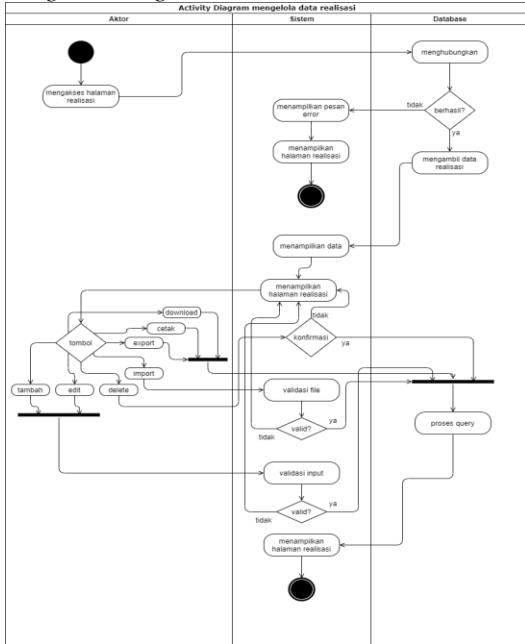 Activity Diagram mengelola data realisasi
Aktor
Sistem
Database
mengakses halaman
realisasi
menghubungkan
berhasil?
tidak
ya
menampilkan pesan
error
menampilkan
halaman realisasi
mengambil data
realisasi
menampilkan data
menampilkan
halaman realisasi
tidak
download
cetak
tombol
export
konfirmasi
ya
import
tambah
edit
delete
validasi file
valid?
ya
tidak
proses query
validasi input
valid?
ya
tidak
menampilkan
halaman realisasi